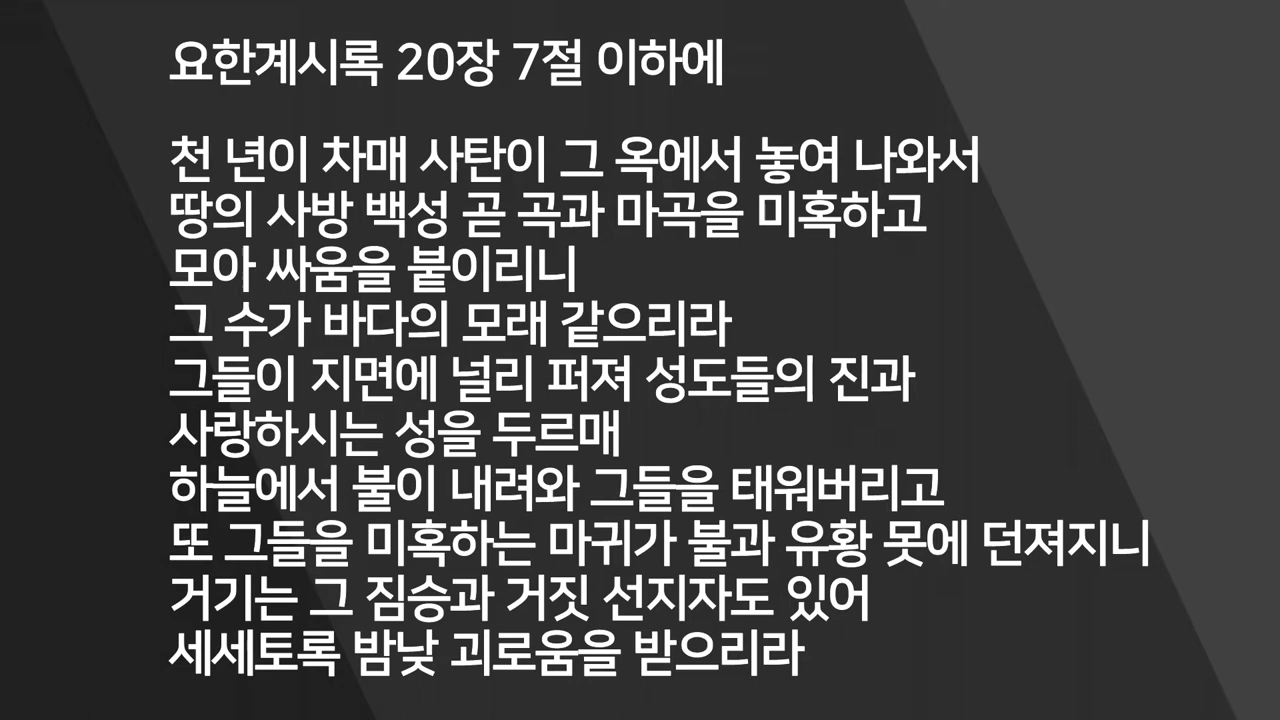 요한계시록 20장 7절 이하에
천 년이 차매 사탄이 그 옥에서 놓여 나와서
땅의 사방 백성 곧 곡과 마곡을 미혹하고
모아 싸움을 붙이리니
그 수가 바다의 모래 같으리라
그들이 지면에 널리 퍼져 성도들의 진과
사랑하시는 성을 두르매
하늘에서 불이 내려와 그들을 태워버리고
또 그들을 미혹하는 마귀가 불과 유황 못에 던져지니
거기는 그 짐승과 거짓 선지자도 있어
세세토록 밤낮 괴로움을 받으리라